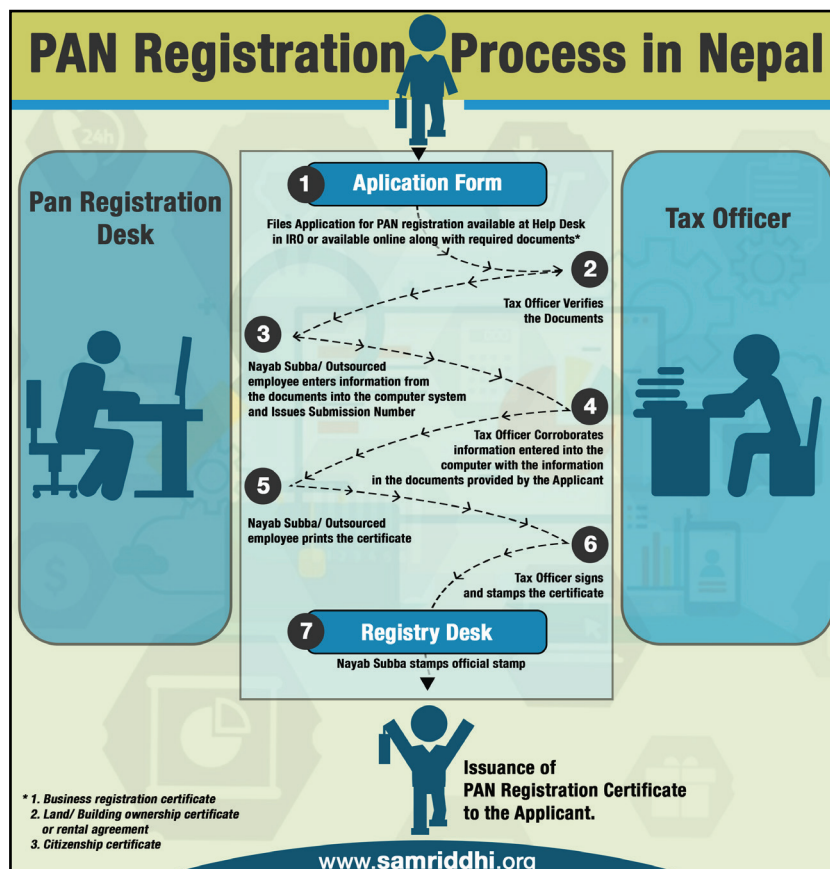 PAN Registration Process in Nepal
24h
Pan Registration
Desk
1 Aplication Form
Files Application for PAN registration available at Help Desk
in IRO or available online along with required documents*
Tax Officer
2
Tax Officer Verifies
the Documents
3
Nayab Subba/ Outsourced
employee enters information from
the documents into the computer system
and Issues Submission Number
4
Tax Officer Corroborates
information entered into the
computer with the information
in the documents provided by the Applicant
5
Nayab Subba/ Outsourced
employee prints the certificate
6
Tax Officer signs
and stamps the certificate
7 Registry Desk
Nayab Subba stamps official stamp
Issuance of
PAN Registration Certificate
to the Applicant.
* 1. Business registration certificate
2. Land/ Building ownership certificate
or rental agreement
3. Citizenship certificate
www.samriddhi.org